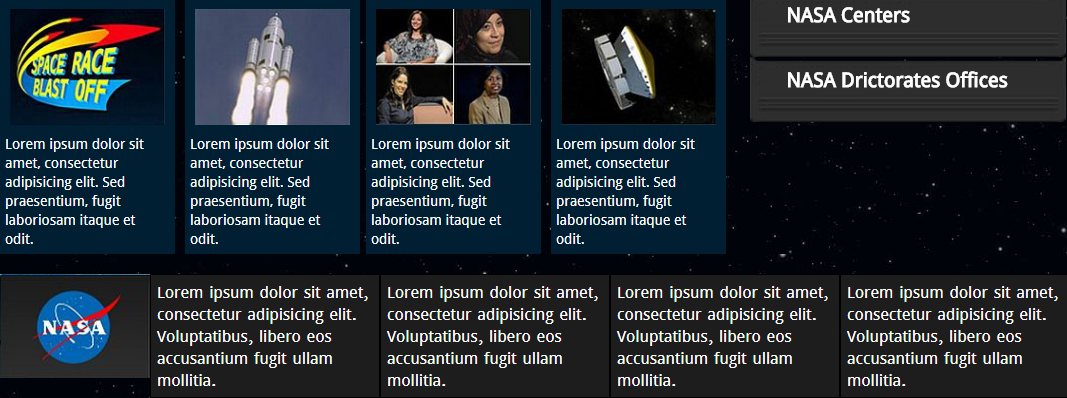 SPACE RACE
BLAST OFF
Lorem ipsum dolor sit
amet, consectetur
adipisicing elit. Sed
praesentium, fugit
laboriosam itaque et
odit.
Lorem ipsum dolor sit
amet, consectetur
adipisicing elit. Sed
praesentium, fugit
laboriosam itaque et
odit.
Lorem ipsum dolor sit
amet, consectetur
adipisicing elit. Sed
praesentium, fugit
laboriosam itaque et
odit.
Lorem ipsum dolor sit
amet, consectetur
adipisicing elit. Sed
praesentium, fugit
laboriosam itaque et
odit.
NASA Centers
NASA Drictorates Offices
NASA
Lorem ipsum dolor sit amet,
consectetur adipisicing elit.
Voluptatibus, libero eos
accusantium fugit ullam
mollitia.
Lorem ipsum dolor sit amet,
consectetur adipisicing elit.
Voluptatibus, libero eos
accusantium fugit ullam
mollitia.
Lorem ipsum dolor sit amet,
consectetur adipisicing elit.
Voluptatibus, libero eos
accusantium fugit ullam
mollitia.
Lorem ipsum dolor sit amet,
consectetur adipisicing elit.
Voluptatibus, libero eos
accusantium fugit ullam
mollitia.